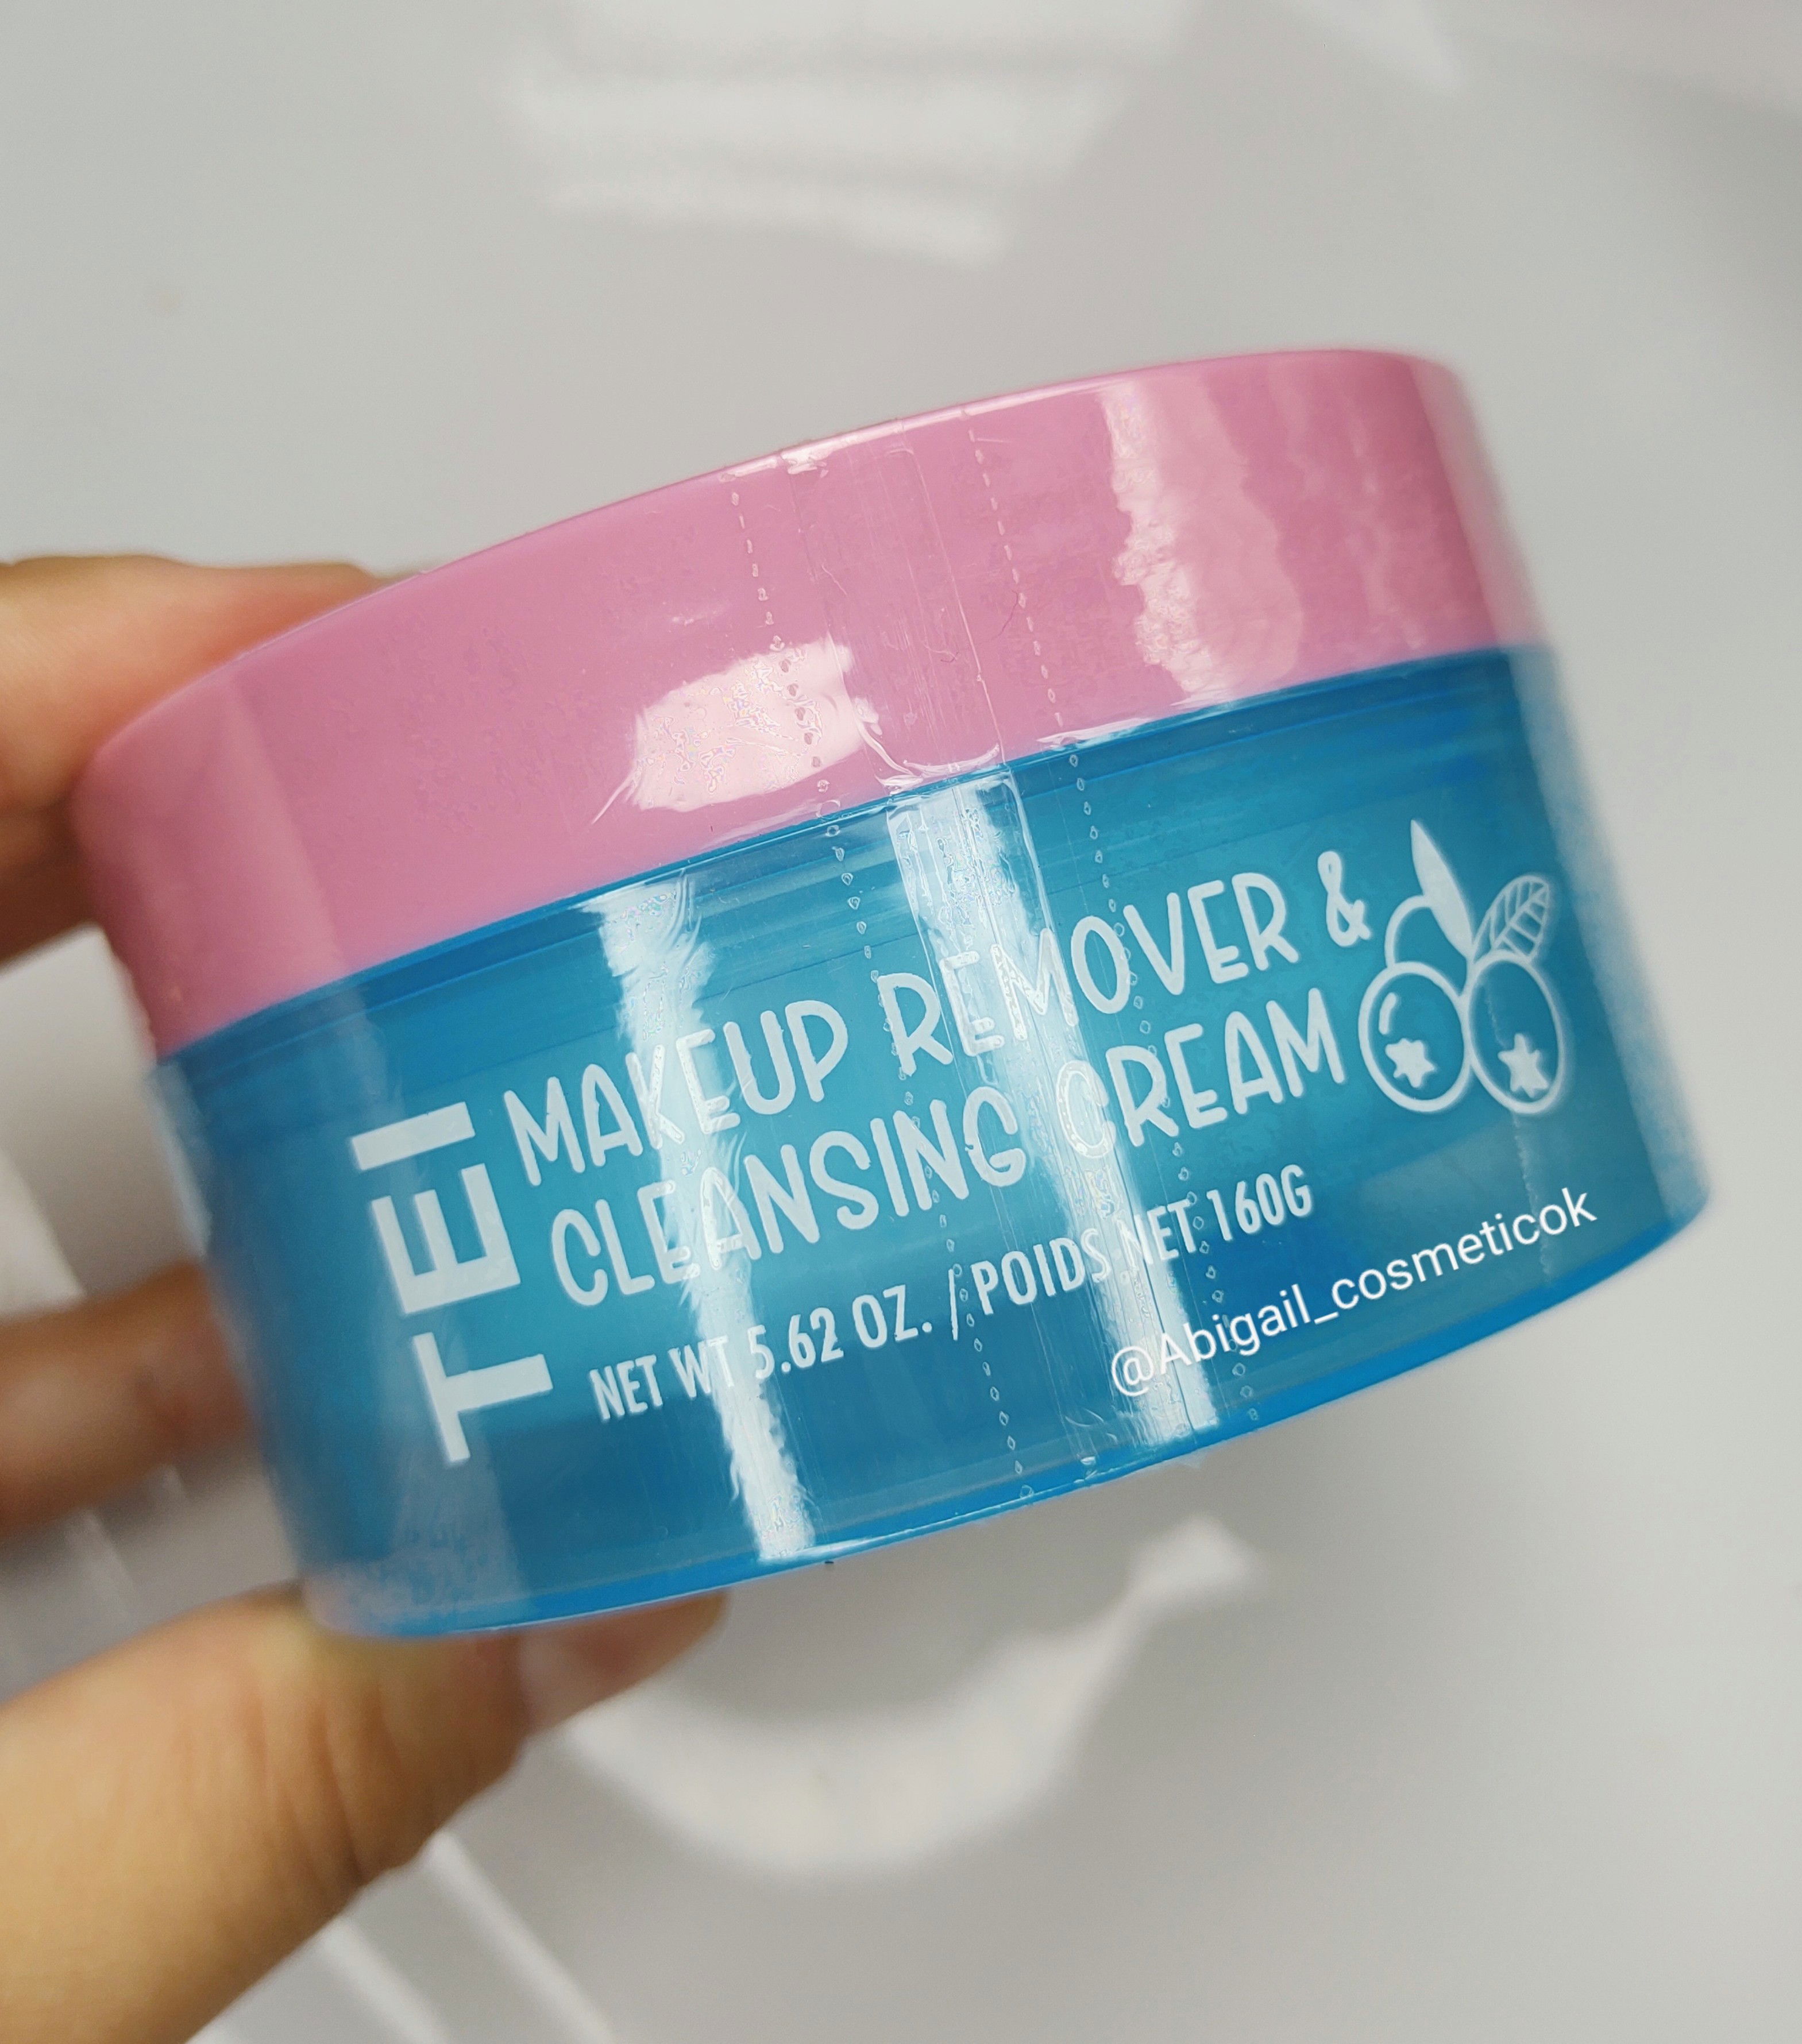 TEI
MAKEUP REMOVER &
CLEANSING CREAM
NET WT 5.62 OZ. / POIDS NET 160G
@Abigail_cosmeticok